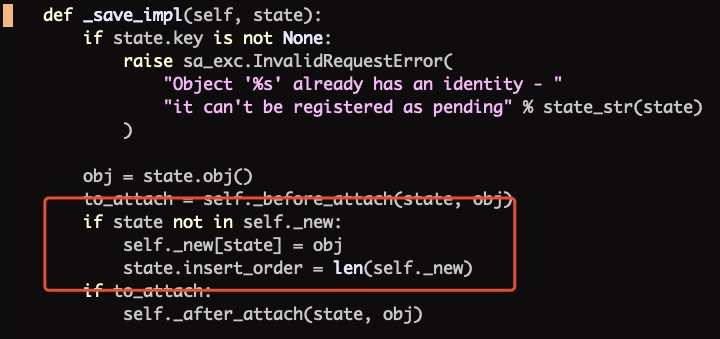 def _save_impl(self, state):
if state.key is not None:
raise sa_exc.InvalidRequestError(
"Object '%s' already has an identity - "
"it can't be registered as pending" % state_str(state)
)
obj = state.obj()
to_attach = self._before_attach(state, obj)
if state not in self._new:
self._new[state] = obj
state.insert_order = len(self._new)
if to_attach:
self._after_attach(state, obj)